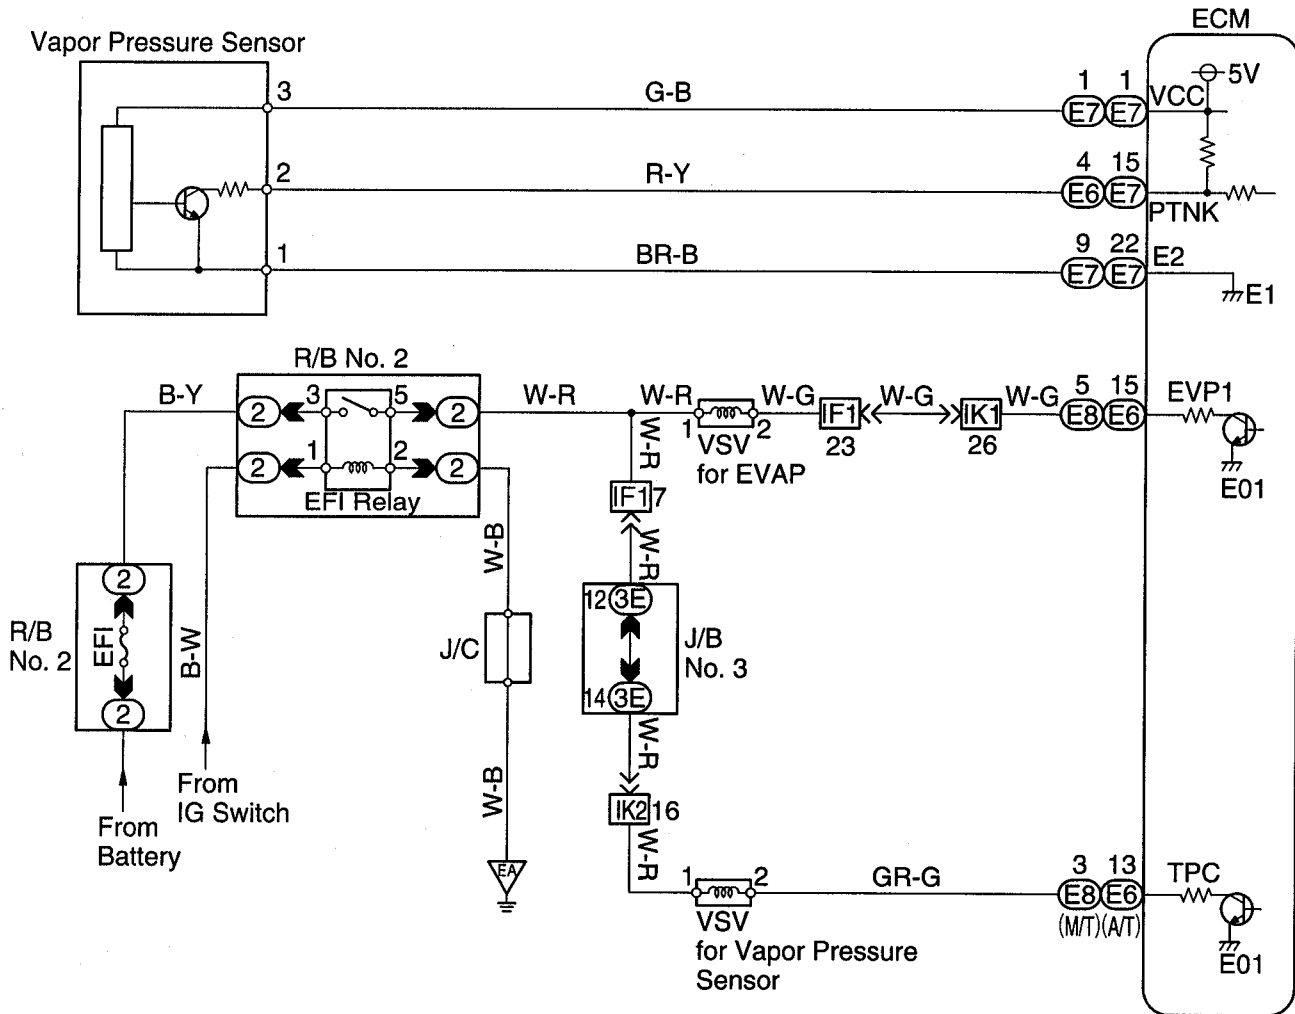 ECM
Vapor Pressure Sensor
5V
3
G-B
1
1
E7
E7
VCC
2
R-Y
4
15
E6
E7
PTNK
1
BR-B
9
22
E7
E7
E2
E1
R/B No. 2
B-Y
2
3
5
2
W-R
W-R
W-G
IF1
W-G
IK1
W-G
5
15
E8
E6
EVP1
1
2
23
26
VSV
for EVAP
E01
2
1
2
2
EFI Relay
W-R
IF1
7
W-B
W-R
2
R/B
No. 2
EFI
2
B-W
J/C
12
3E
J/B
No. 3
14
3E
W-R
From
IG Switch
From
Battery
W-B
IK2
16
W-R
EA
1
2
GR-G
3
13
E8
E6
TPC
(M/T)
(A/T)
VSV
for Vapor Pressure
Sensor
E01